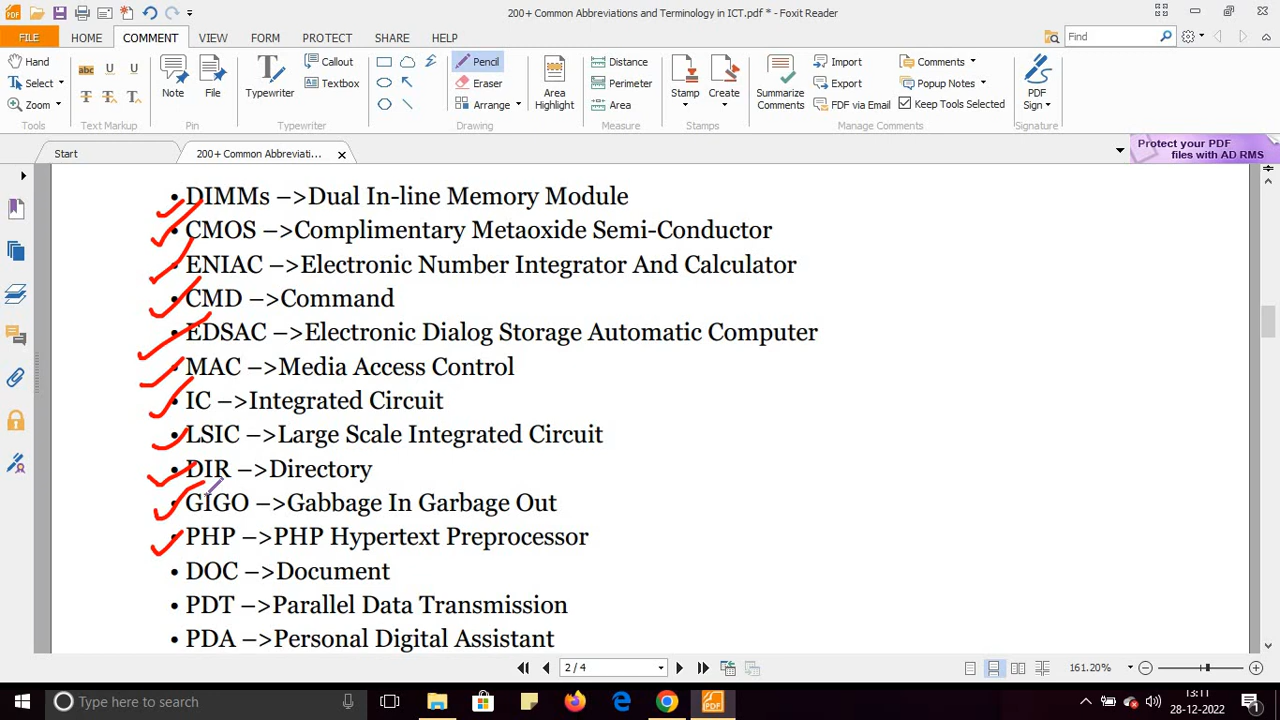 200+ Common Abbreviations and Terminology in ICT.pdf * - Foxit Reader
FILE HOME COMMENT VIEW FORM PROTECT SHARE HELP Find
Hand Select Zoom Tools
abc U U T T T Text Markup
Note File Pin
Typewriter Callout Textbox Typewriter
Pencil Eraser Arrange Drawing
Area Highlight
Distance Perimeter Area Measure
Stamp Create Stamps
Summarize Comments Import Export FDF via Email Comments Popup Notes Keep Tools Selected Manage Comments
PDF Sign Signature
Start 200+ Common Abbreviati...
Protect your PDF
files with AD RMS
• DIMMs –>Dual In-line Memory Module
• CMOS –>Complimentary Metaoxide Semi-Conductor
• ENIAC –>Electronic Number Integrator And Calculator
• CMD –>Command
• EDSAC –>Electronic Dialog Storage Automatic Computer
• MAC –>Media Access Control
• IC –>Integrated Circuit
• LSIC –>Large Scale Integrated Circuit
• DIR –>Directory
• GIGO –>Gabbage In Garbage Out
• PHP –>PHP Hypertext Preprocessor
• DOC –>Document
• PDT –>Parallel Data Transmission
• PDA –>Personal Digital Assistant
2 / 4 161.20%
Type here to search
13:11
28-12-2022